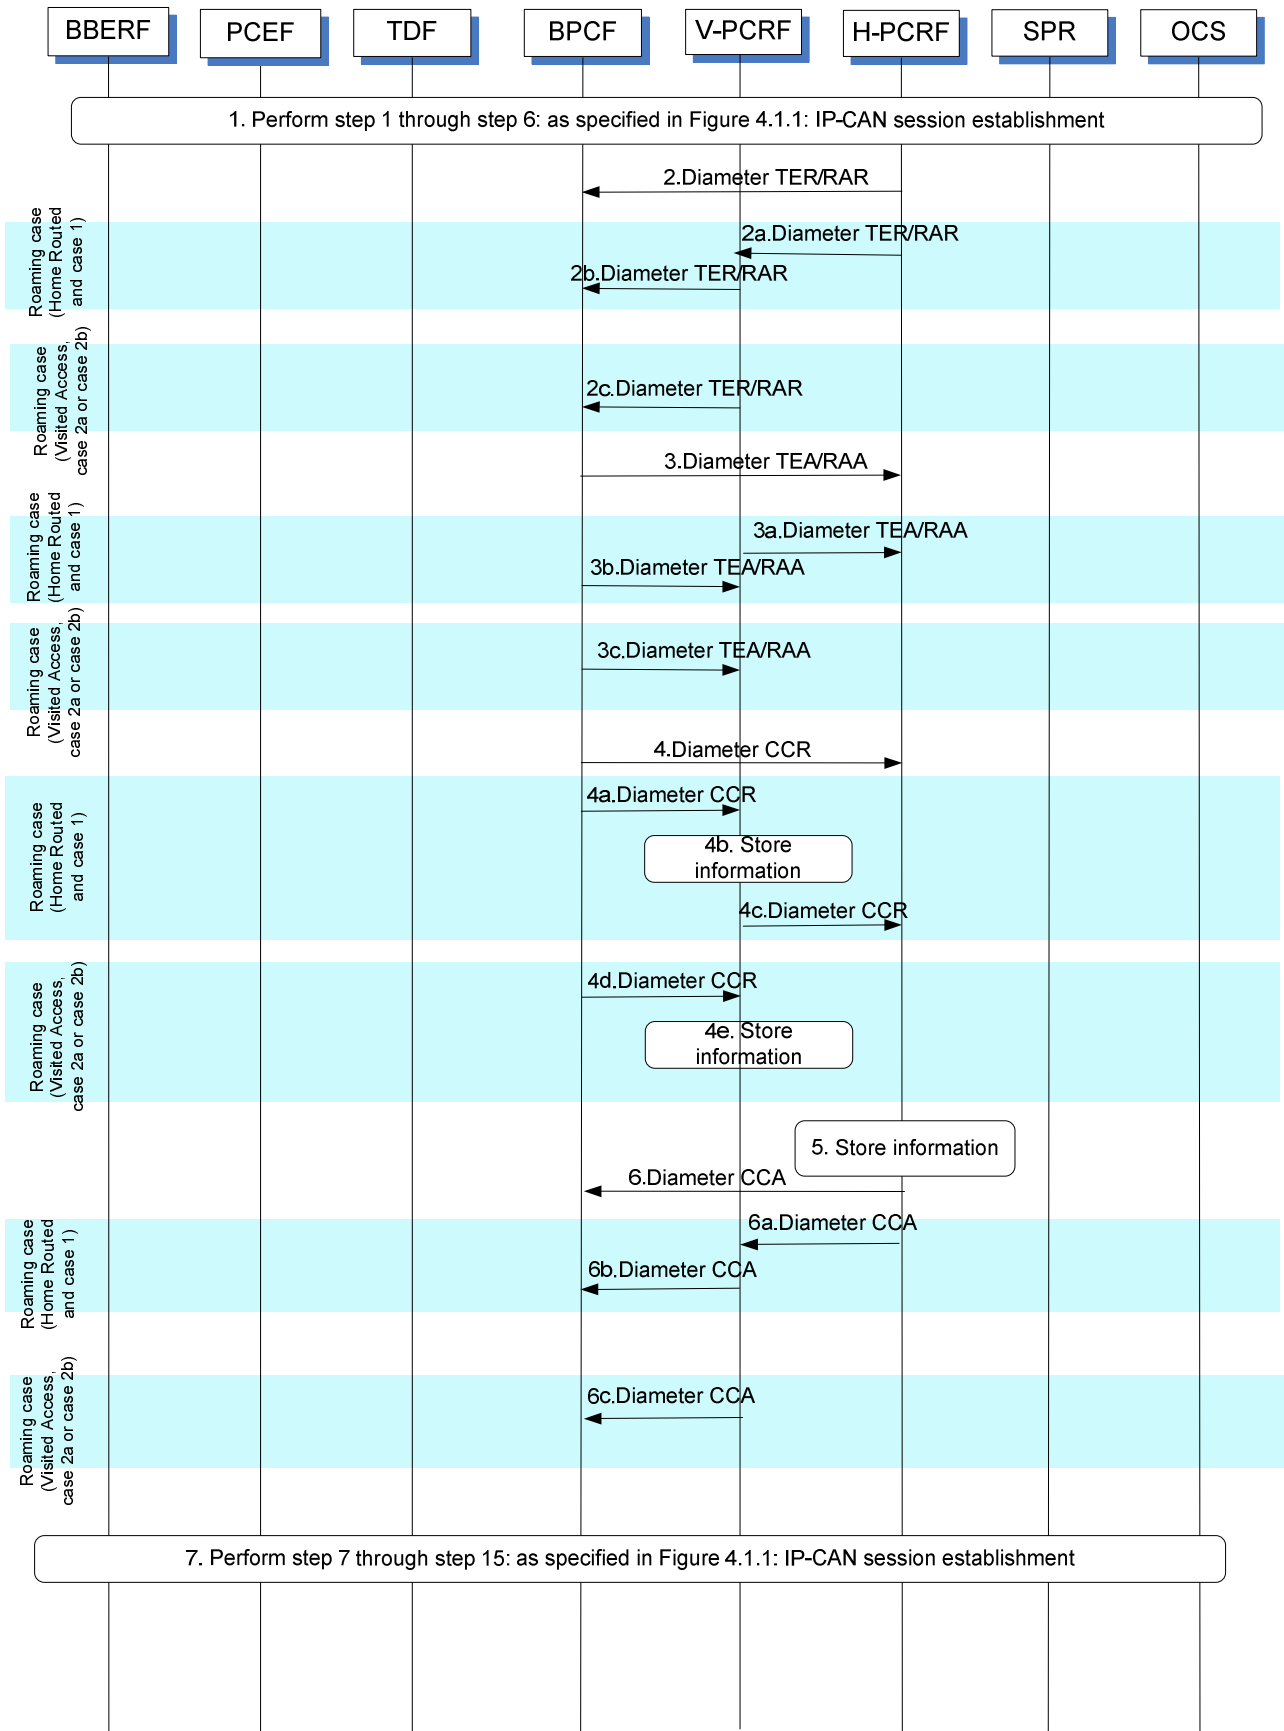 BBERF
PCEF
TDF
BPCF
V-PCRF
H-PCRF
SPR
OCS
1. Perform step 1 through step 6: as specified in Figure 4.1.1: IP-CAN session establishment
2.Diameter TER/RAR
Roaming case
(Home Routed
and case 1)
2a.Diameter TER/RAR
2b.Diameter TER/RAR
Roaming case
(Visited Access,
case 2a or case 2b)
2c.Diameter TER/RAR
3.Diameter TEA/RAA
Roaming case
(Home Routed
and case 1)
3a.Diameter TEA/RAA
3b.Diameter TEA/RAA
Roaming case
(Visited Access,
case 2a or case 2b)
3c.Diameter TEA/RAA
4.Diameter CCR
Roaming case
(Home Routed
and case 1)
4a.Diameter CCR
4b. Store
information
4c.Diameter CCR
Roaming case
(Visited Access,
case 2a or case 2b)
4d.Diameter CCR
4e. Store
information
5. Store information
6.Diameter CCA
Roaming case
(Home Routed
and case 1)
6a.Diameter CCA
6b.Diameter CCA
Roaming case
(Visited Access,
case 2a or case 2b)
6c.Diameter CCA
7. Perform step 7 through step 15: as specified in Figure 4.1.1: IP-CAN session establishment